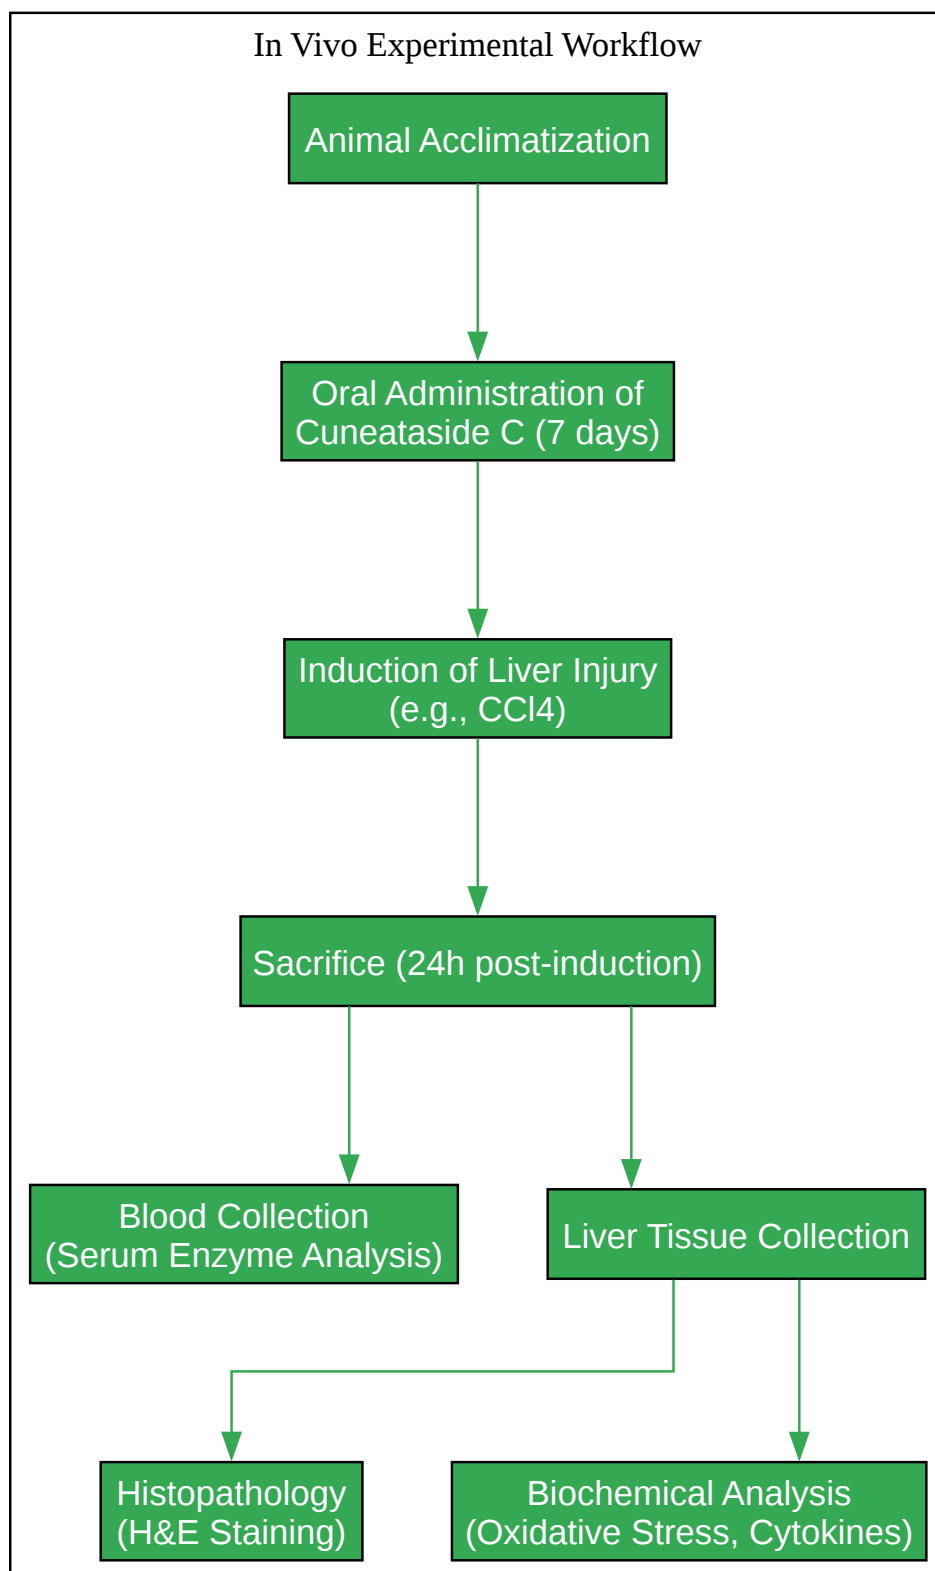 In Vivo Experimental Workflow
Animal Acclimatization
Oral Administration of
Cuneataside C (7 days)
Induction of Liver Injury
(e.g., CCl4)
Sacrifice (24h post-induction)
Blood Collection
(Serum Enzyme Analysis)
Liver Tissue Collection
Histopathology
(H&E Staining)
Biochemical Analysis
(Oxidative Stress, Cytokines)